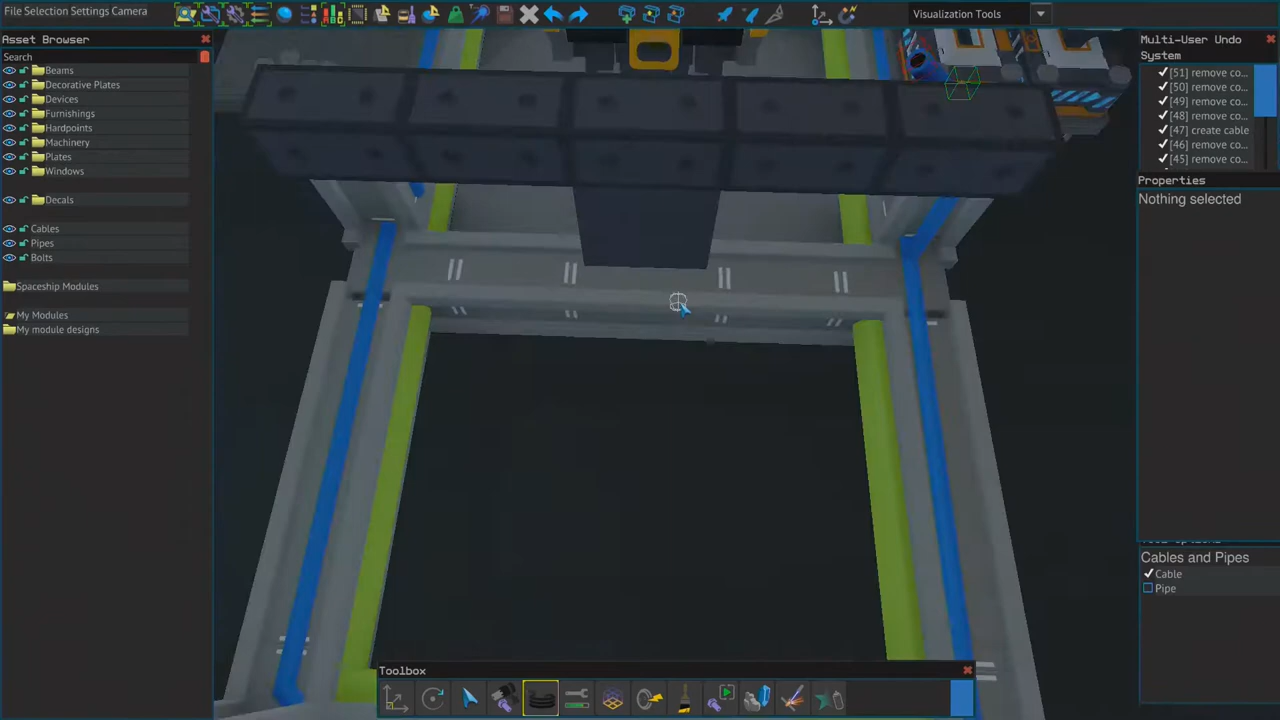 File Selection Settings Camera
Visualization Tools
Asset Browser
Search
Beams
Decorative Plates
Devices
Furnishings
Hardpoints
Machinery
Plates
Windows
Decals
Cables
Pipes
Bolts
Spaceship Modules
My Modules
My module designs
Multi-User Undo
System
[51] remove co...
[50] remove co...
[49] remove co...
[48] remove co...
[47] create cable
[46] remove co...
[45] remove co...
Properties
Nothing selected
Cables and Pipes
Cable
Pipe
Toolbox